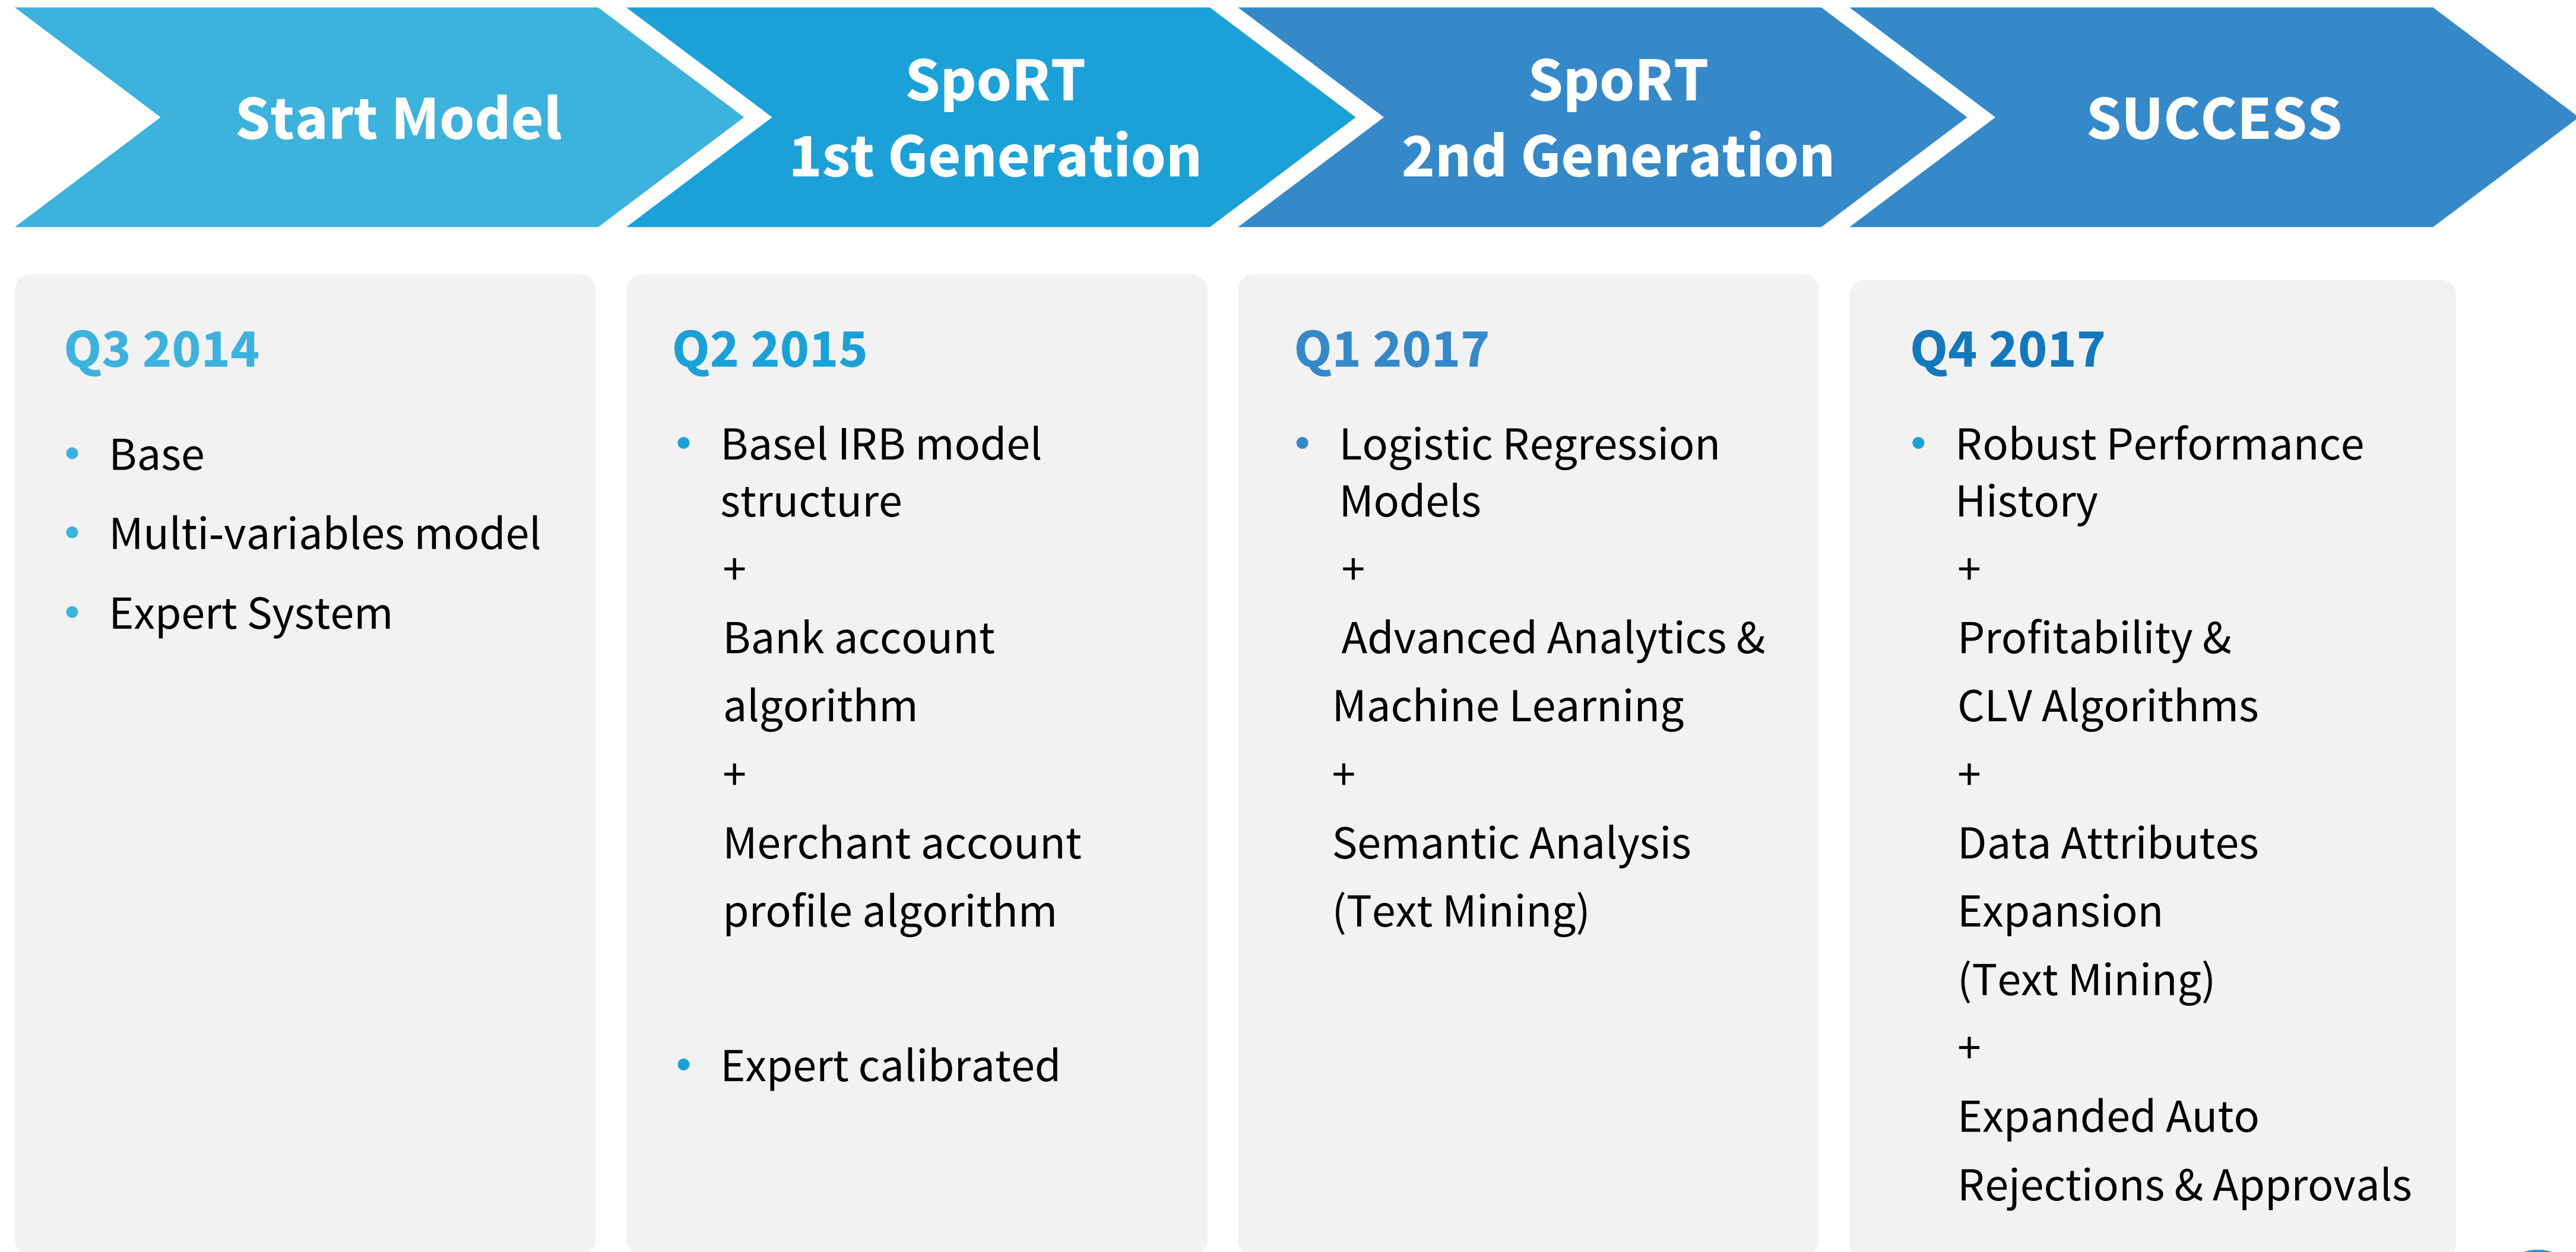 Start Model
SpoRT
1st Generation
SpoRT
2nd Generation
SUCCESS
Q3 2014
• Base
• Multi-variables model
• Expert System
Q2 2015
• Basel IRB model
structure
+
Bank account
algorithm
+
Merchant account
profile algorithm
• Expert calibrated
Q1 2017
• Logistic Regression
Models
+
Advanced Analytics &
Machine Learning
+
Semantic Analysis
(Text Mining)
Q4 2017
• Robust Performance
History
+
Profitability &
CLV Algorithms
+
Data Attributes
Expansion
(Text Mining)
+
Expanded Auto
Rejections & Approvals